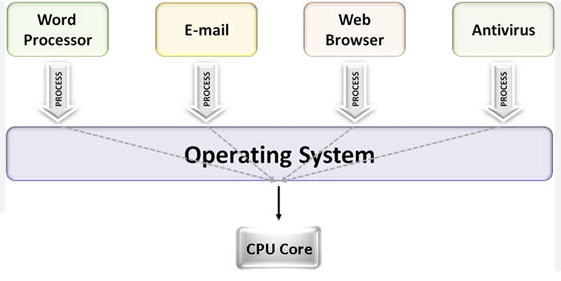 Word
Processor
E-mail
Web
Browser
Antivirus
PROCESS
PROCESS
PROCESS
PROCESS
Operating System
CPU Core